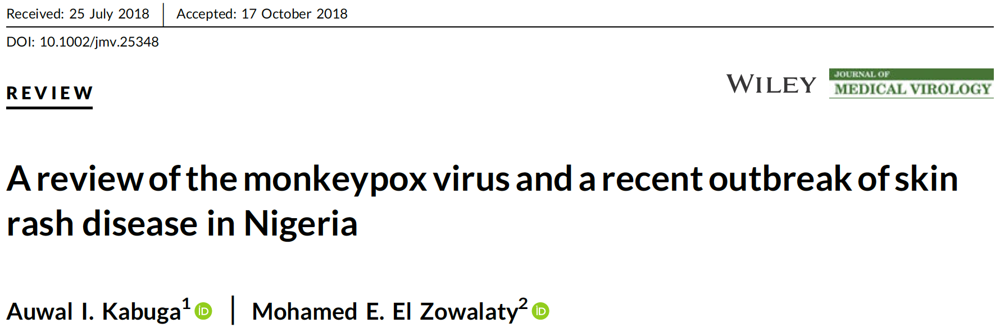 Received: 25 July 2018 | Accepted: 17 October 2018
DOI: 10.1002/jmv.25348
REVIEW
WILEY
JOURNAL OF
MEDICAL VIROLOGY
A review of the monkeypox virus and a recent outbreak of skin
rash disease in Nigeria
Auwal I. Kabuga1 iD | Mohamed E. El Zowalaty2 iD